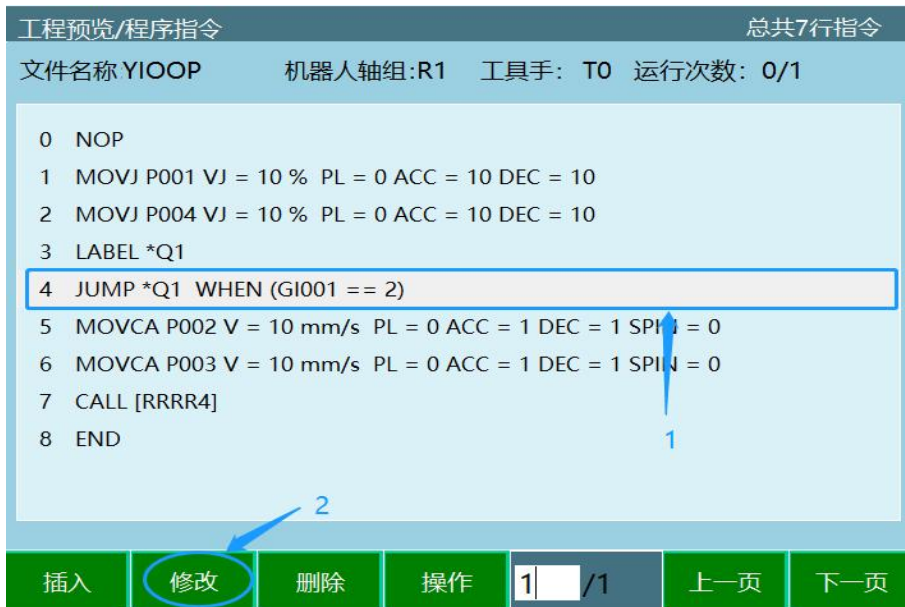 工程预览/程序指令 总共7行指令
文件名称:YIOOP 机器人轴组:R1 工具手: T0 运行次数: 0/1
0 NOP
1 MOVJ P001 VJ = 10 % PL = 0 ACC = 10 DEC = 10
2 MOVJ P004 VJ = 10 % PL = 0 ACC = 10 DEC = 10
3 LABEL *Q1
4 JUMP *Q1 WHEN (GI001 == 2)
5 MOVCA P002 V = 10 mm/s PL = 0 ACC = 1 DEC = 1 SPIN = 0
6 MOVCA P003 V = 10 mm/s PL = 0 ACC = 1 DEC = 1 SPIN = 0
7 CALL [RRRR4]
8 END
1
2
插入 修改 删除 操作 1 /1 上一页 下一页